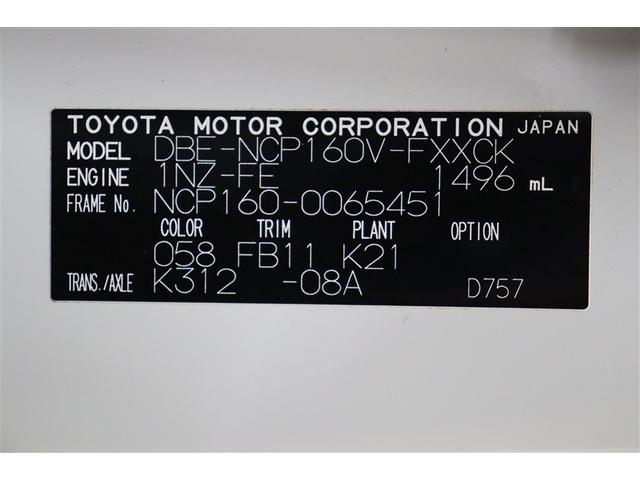 TOYOTA MOTOR CORPORATION JAPAN
MODEL DBE-NCP160V-FXXCK
ENGINE 1NZ-FE 1496 mL
FRAME No. NCP160-0065451
COLOR TRIM PLANT OPTION
058 FB11 K21
TRANS./AXLE K312 -08A D757